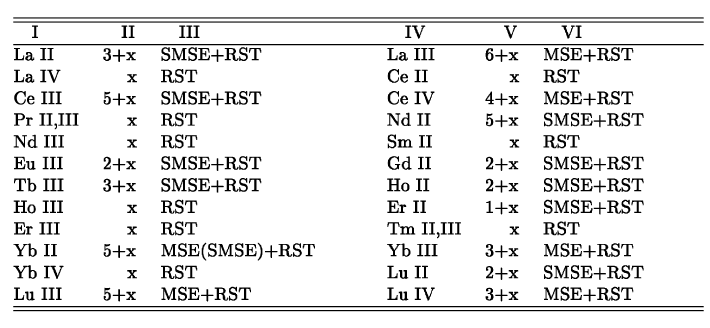 I II III IV V VI
La II 3+x SMSE+RST La III 6+x MSE+RST
La IV x RST Ce II x RST
Ce III 5+x SMSE+RST Ce IV 4+x MSE+RST
Pr II,III x RST Nd II 5+x SMSE+RST
Nd III x RST Sm II x RST
Eu III 2+x SMSE+RST Gd II 2+x SMSE+RST
Tb III 3+x SMSE+RST Ho II 2+x SMSE+RST
Ho III x RST Er II 1+x SMSE+RST
Er III x RST Tm II,III x RST
Yb II 5+x MSE(SMSE)+RST Yb III 3+x MSE+RST
Yb IV x RST Lu II 2+x SMSE+RST
Lu III 5+x MSE+RST Lu IV 3+x MSE+RST